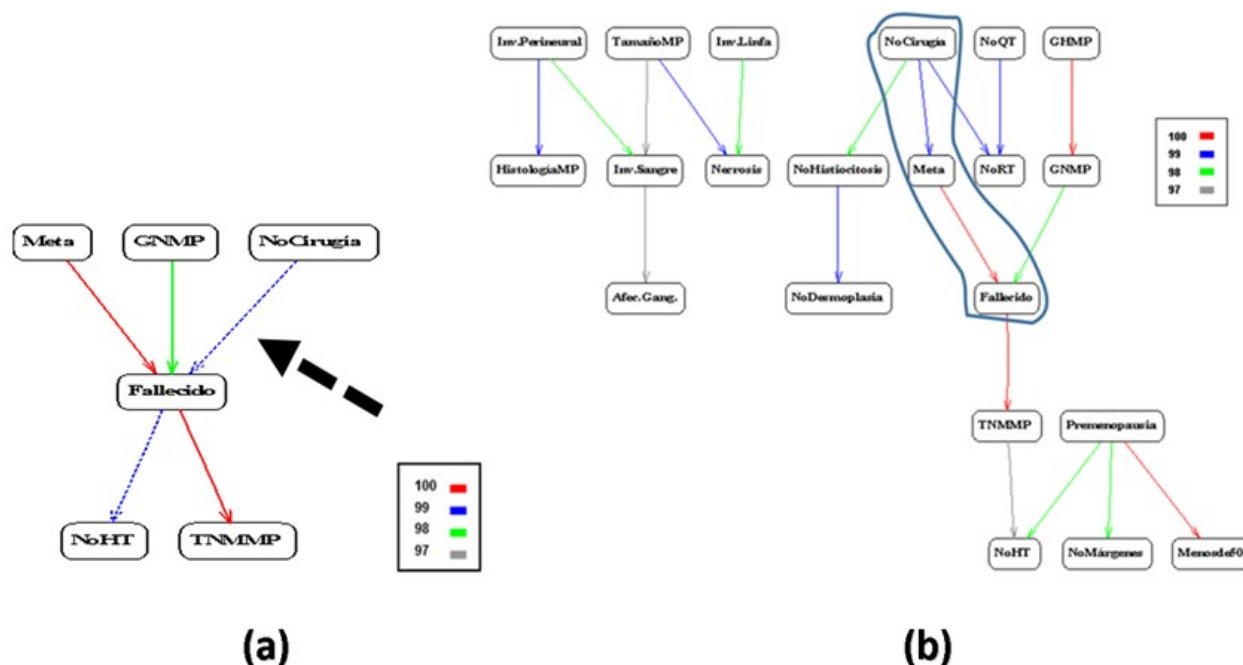 Inv.Perineural TamañoMP Inv.Linfa NoCirugía NoQT GHMP
100
99
98
97
HistologíaMP Inv.Sangre Necrosis NoHistiocitosis Meta NoRT GNMP
Meta GNMP NoCirugía
Afec.Gang. NoDermoplasia Fallecido
Fallecido
TNMMP Premenopausia
100
99
98
97
NoHT TNMMP
NoHT NoMárgenes Menosde50
(a) (b)